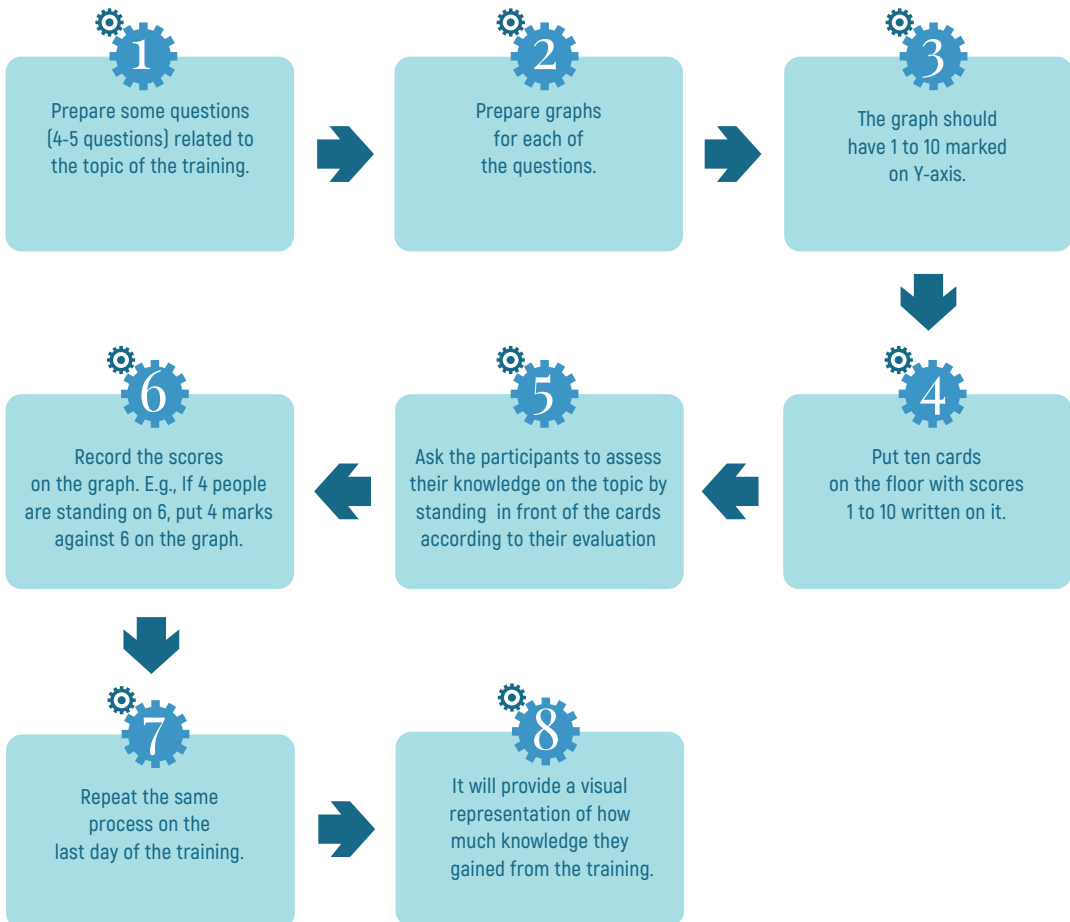 1
Prepare some questions
(4-5 questions) related to
the topic of the training.
2
Prepare graphs
for each of
the questions.
3
The graph should
have 1 to 10 marked
on Y-axis.
4
Put ten cards
on the floor with scores
1 to 10 written on it.
5
Ask the participants to assess
their knowledge on the topic by
standing in front of the cards
according to their evaluation
6
Record the scores
on the graph. E.g., If 4 people
are standing on 6, put 4 marks
against 6 on the graph.
7
Repeat the same
process on the
last day of the training.
8
It will provide a visual
representation of how
much knowledge they
gained from the training.